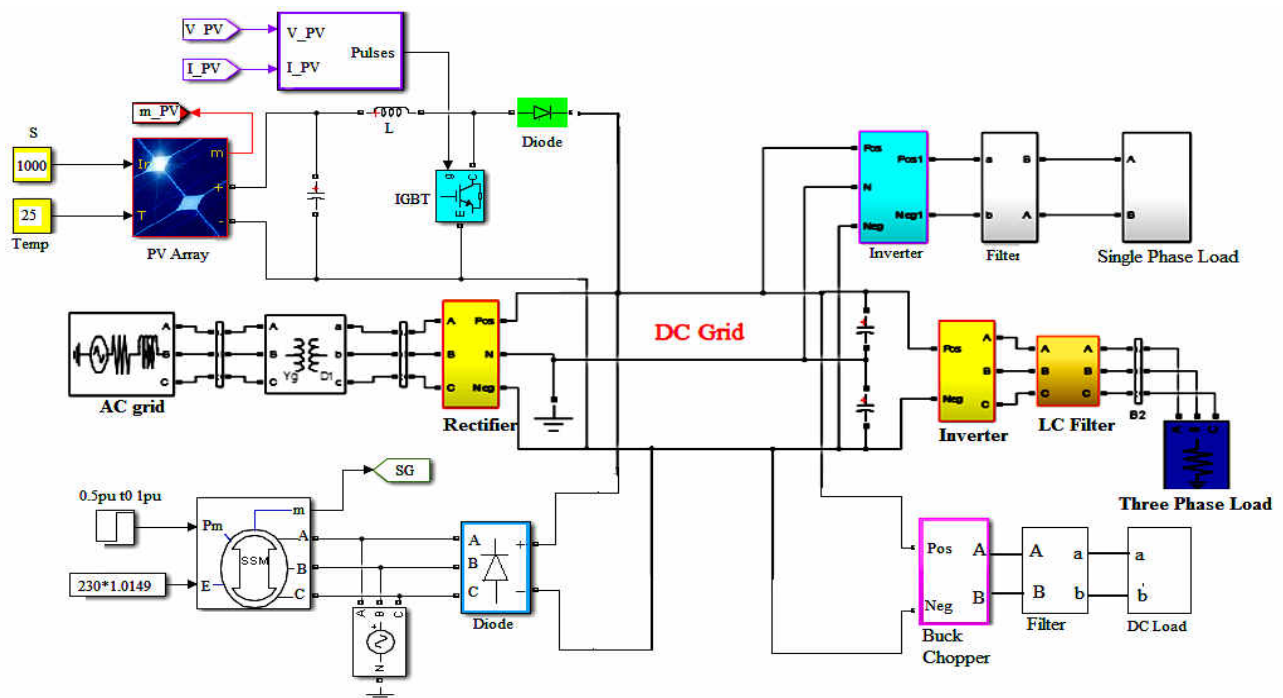 V_PV
V_PV
Pulses
I_PV
I_PV
m_PV
S
1000
Ir
m
+
T
-
25
Temp
PV Array
L
Diode
g
C
E
IGBT
Pos
N
Neg
Pos1
Neg1
Inverter
a
b
B
A
Filter
A
B
Single Phase Load
A
B
C
AC grid
A
B
C
Yg
D1
a
b
c
A
B
C
Pos
N
Neg
Rectifier
DC Grid
Pos
Neg
A
B
C
Inverter
A
B
C
A
B
C
LC Filter
B2
A
B
C
Three Phase Load
0.5pu t0 1pu
Pm
E
SSM
m
A
B
C
SG
230*1.0149
A
B
C
N
A
B
C
+
-
Diode
Pos
Neg
A
B
Buck
Chopper
A
B
a
b
Filter
a
b
DC Load